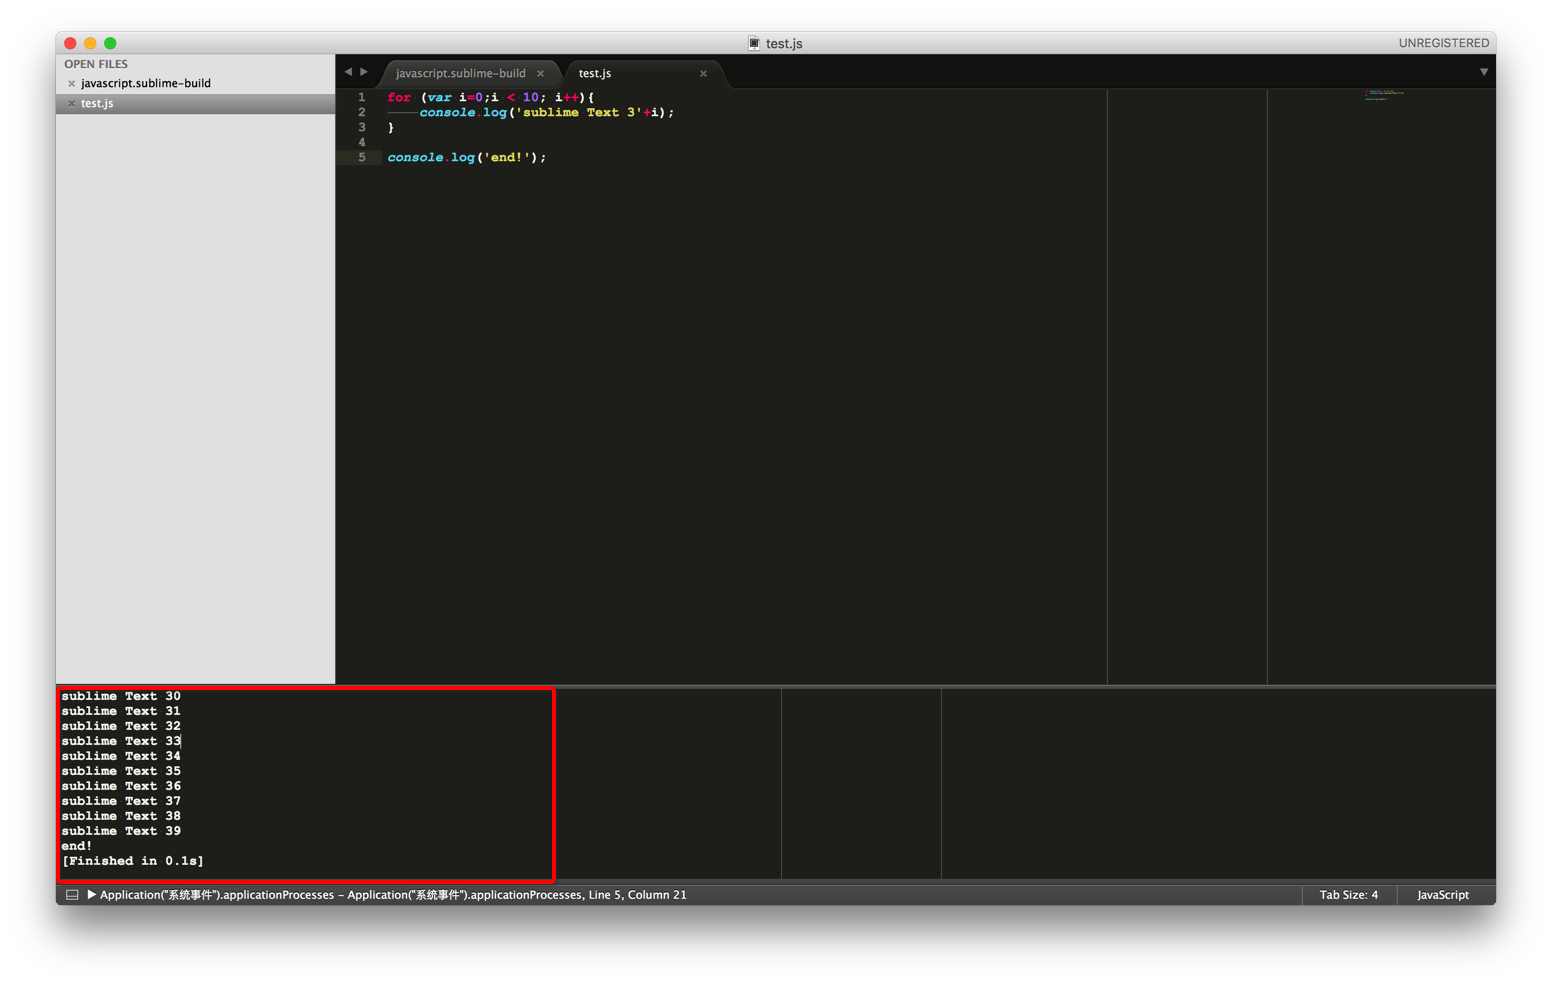 test.js
UNREGISTERED
OPEN FILES
javascript.sublime-build
test.js
javascript.sublime-build
test.js
1 for (var i=0;i < 10; i++){
2 console.log('sublime Text 3'+i);
3 }
4
5 console.log('end!');
sublime Text 30
sublime Text 31
sublime Text 32
sublime Text 33
sublime Text 34
sublime Text 35
sublime Text 36
sublime Text 37
sublime Text 38
sublime Text 39
end!
[Finished in 0.1s]
Application("系统事件").applicationProcesses – Application("系统事件").applicationProcesses, Line 5, Column 21
Tab Size: 4
JavaScript